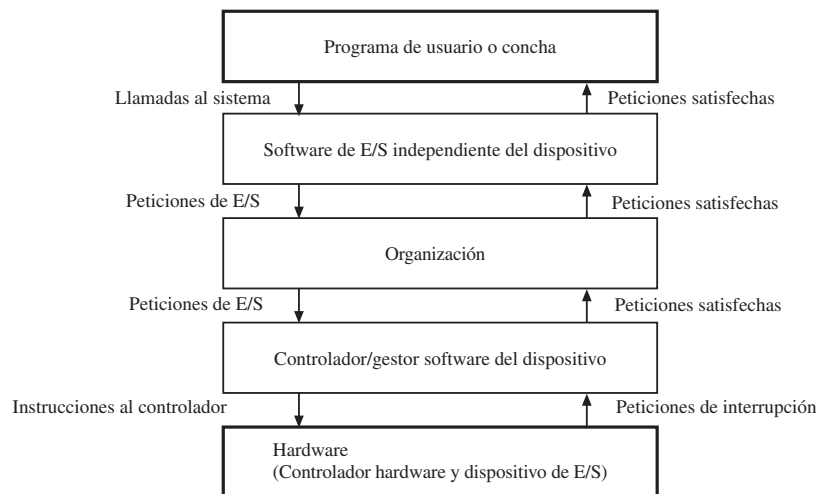 Programa de usuario o concha
Llamadas al sistema
Peticiones satisfechas
Software de E/S independiente del dispositivo
Peticiones de E/S
Peticiones satisfechas
Organización
Peticiones de E/S
Peticiones satisfechas
Controlador/gestor software del dispositivo
Instrucciones al controlador
Peticiones de interrupción
Hardware
(Controlador hardware y dispositivo de E/S)